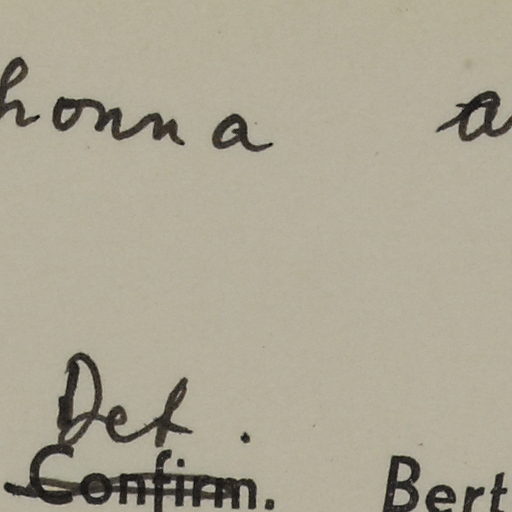 honna a
Det.
Confirm. Bert